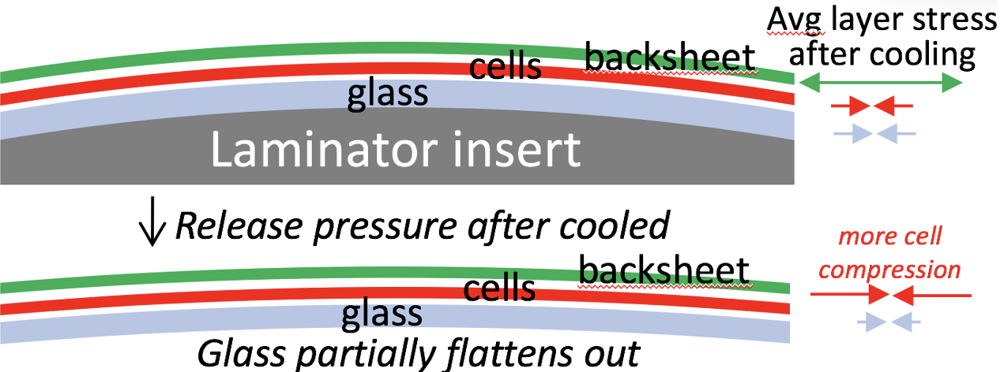 Avg layer stress
after cooling
backsheet
cells
glass
Laminator insert
Release pressure after cooled
more cell
compression
backsheet
cells
glass
Glass partially flattens out